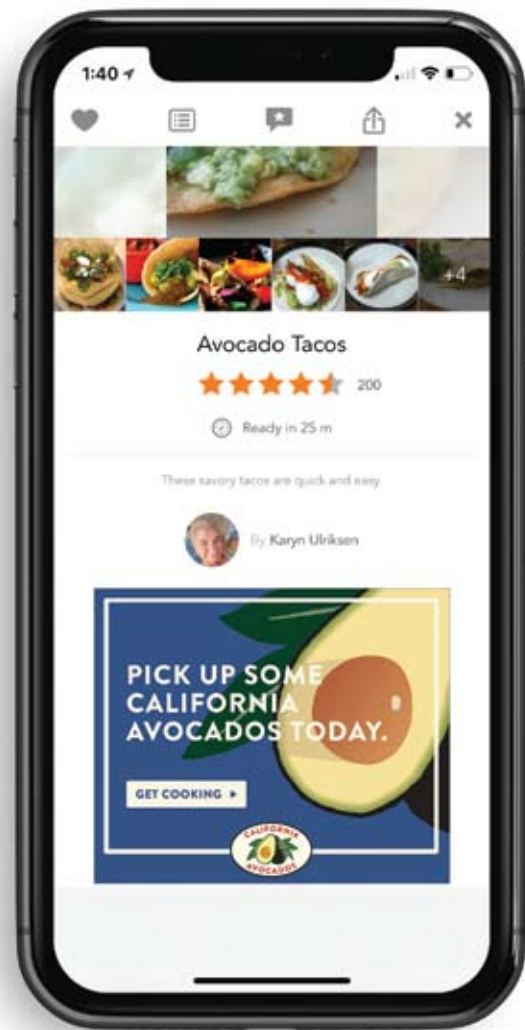 1:40
+4
Avocado Tacos
200
Ready in 25 m
These savory tacos are quick and easy.
By Karyn Ulriksen
PICK UP SOME
CALIFORNIA
AVOCADOS TODAY.
GET COOKING
CALIFORNIA
AVOCADOS